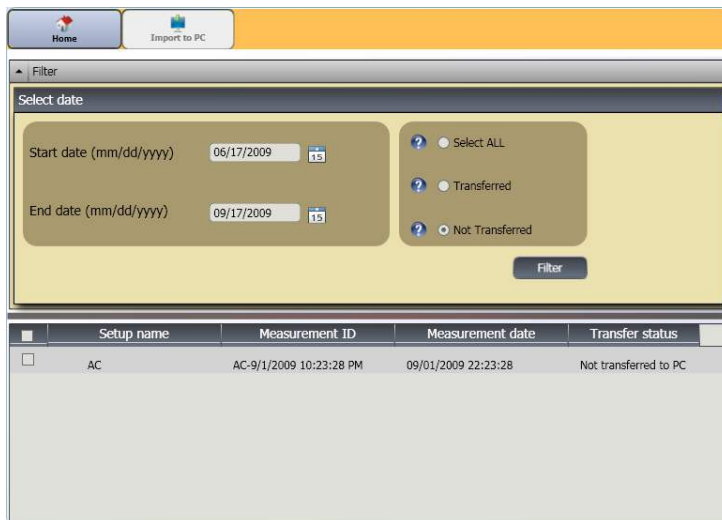 Home
Import to PC
Filter
Select date
Start date (mm/dd/yyyy) 06/17/2009 15
? Select ALL
? Transferred
End date (mm/dd/yyyy) 09/17/2009 15
? Not Transferred
Filter
Setup name Measurement ID Measurement date Transfer status
AC AC-9/1/2009 10:23:28 PM 09/01/2009 22:23:28 Not transferred to PC